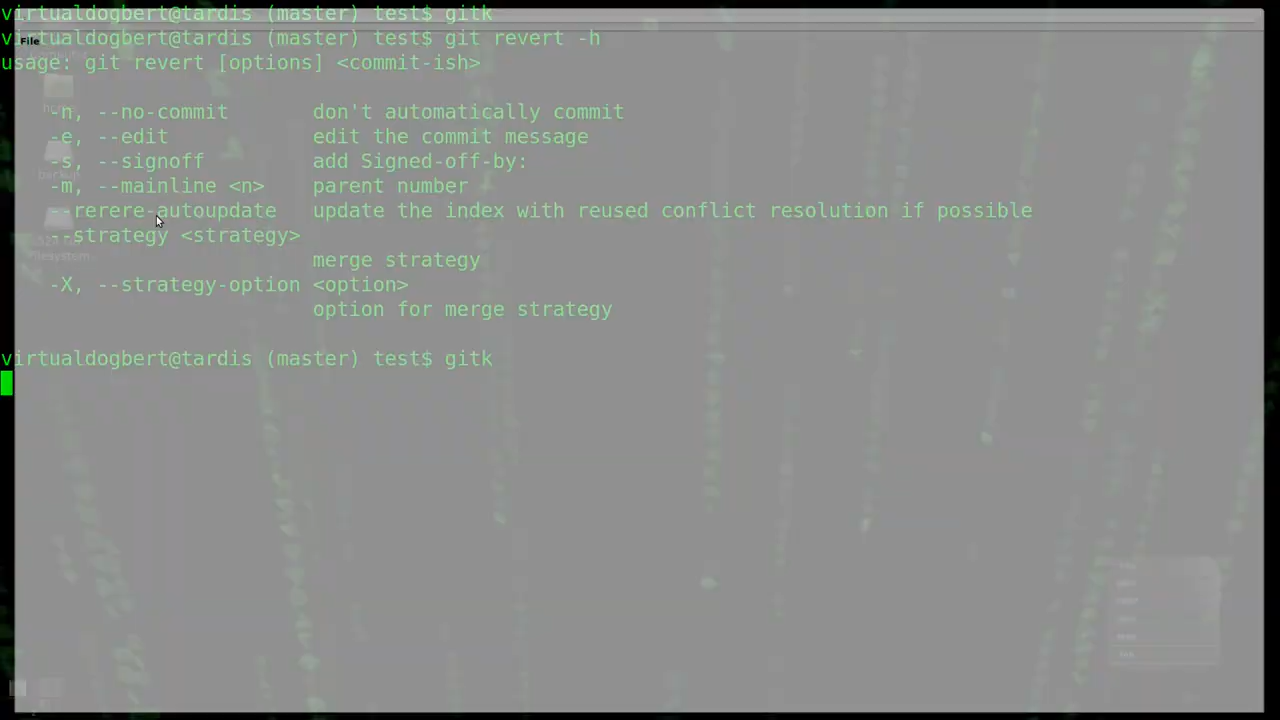 virtualdogbert@tardis (master) test$ gitk
virtualdogbert@tardis (master) test$ git revert -h
File
usage: git revert [options] <commit-ish>
-n, --no-commit don't automatically commit
home
-e, --edit edit the commit message
-s, --signoff add Signed-off-by:
backup
-m, --mainline <n> parent number
--rerere-autoupdate update the index with reused conflict resolution if possible
--strategy <strategy>
merge strategy
-X, --strategy-option <option>
option for merge strategy
virtualdogbert@tardis (master) test$ gitk